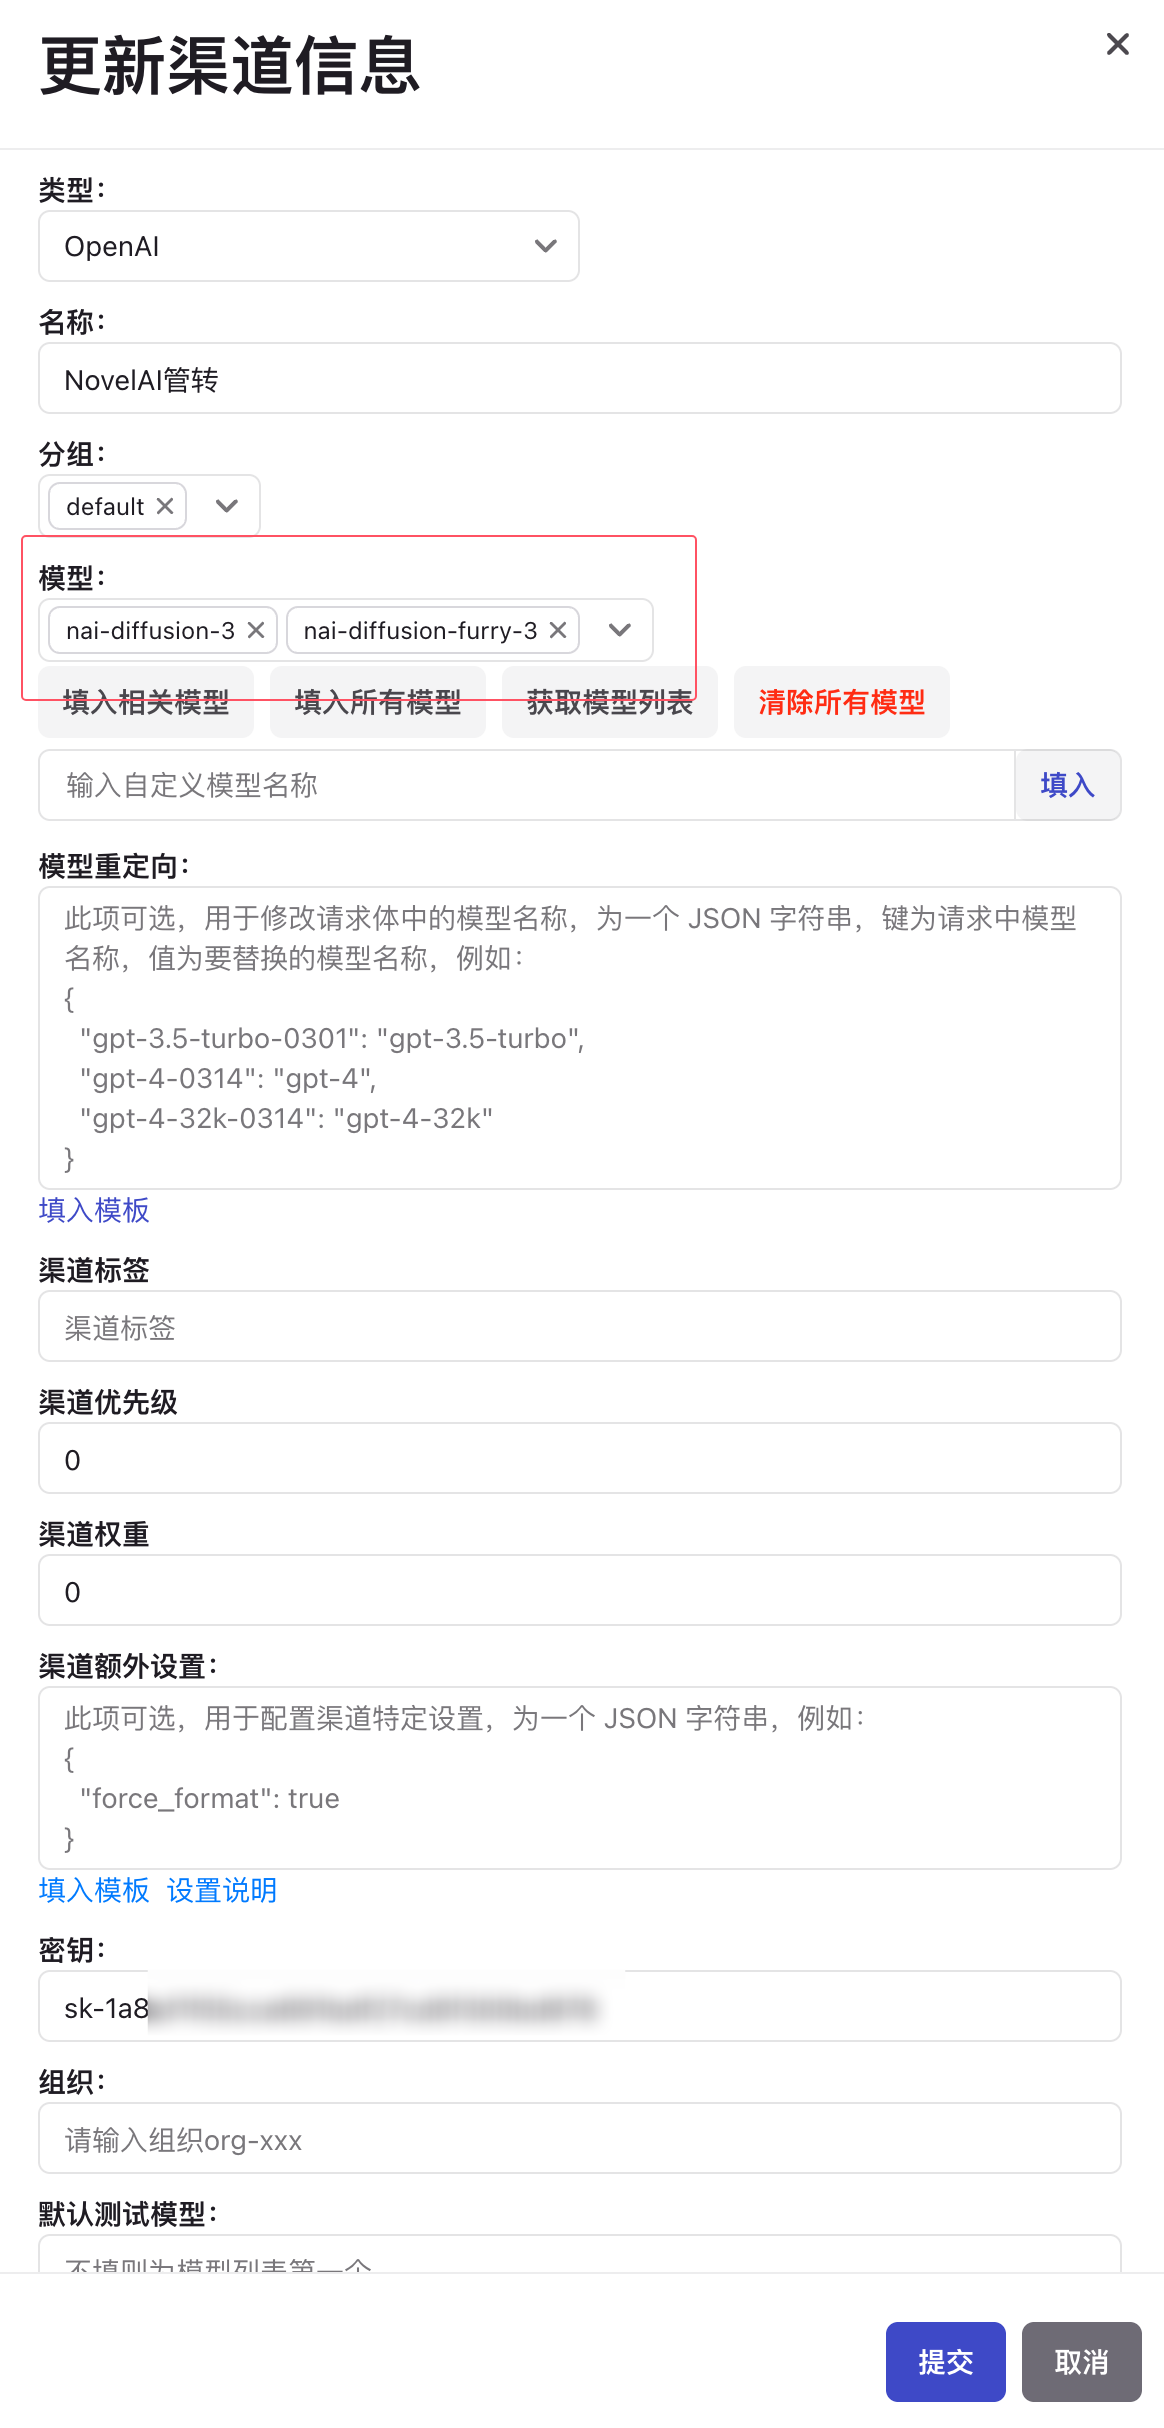 更新渠道信息
类型：
OpenAI
名称：
NovelAI管转
分组：
default
模型：
nai-diffusion-3 nai-diffusion-furry-3
填入相关模型 填入所有模型 获取模型列表 清除所有模型
输入自定义模型名称 填入
模型重定向：
此项可选，用于修改请求体中的模型名称，为一个 JSON 字符串，键为请求中模型
名称，值为要替换的模型名称，例如：
{
"gpt-3.5-turbo-0301": "gpt-3.5-turbo",
"gpt-4-0314": "gpt-4",
"gpt-4-32k-0314": "gpt-4-32k"
}
填入模板
渠道标签
渠道标签
渠道优先级
0
渠道权重
0
渠道额外设置：
此项可选，用于配置渠道特定设置，为一个 JSON 字符串，例如：
{
"force_format": true
}
填入模板 设置说明
密钥：
sk-1a8
组织：
请输入组织org-xxx
默认测试模型：
不填则为模型列表第一个
提交 取消